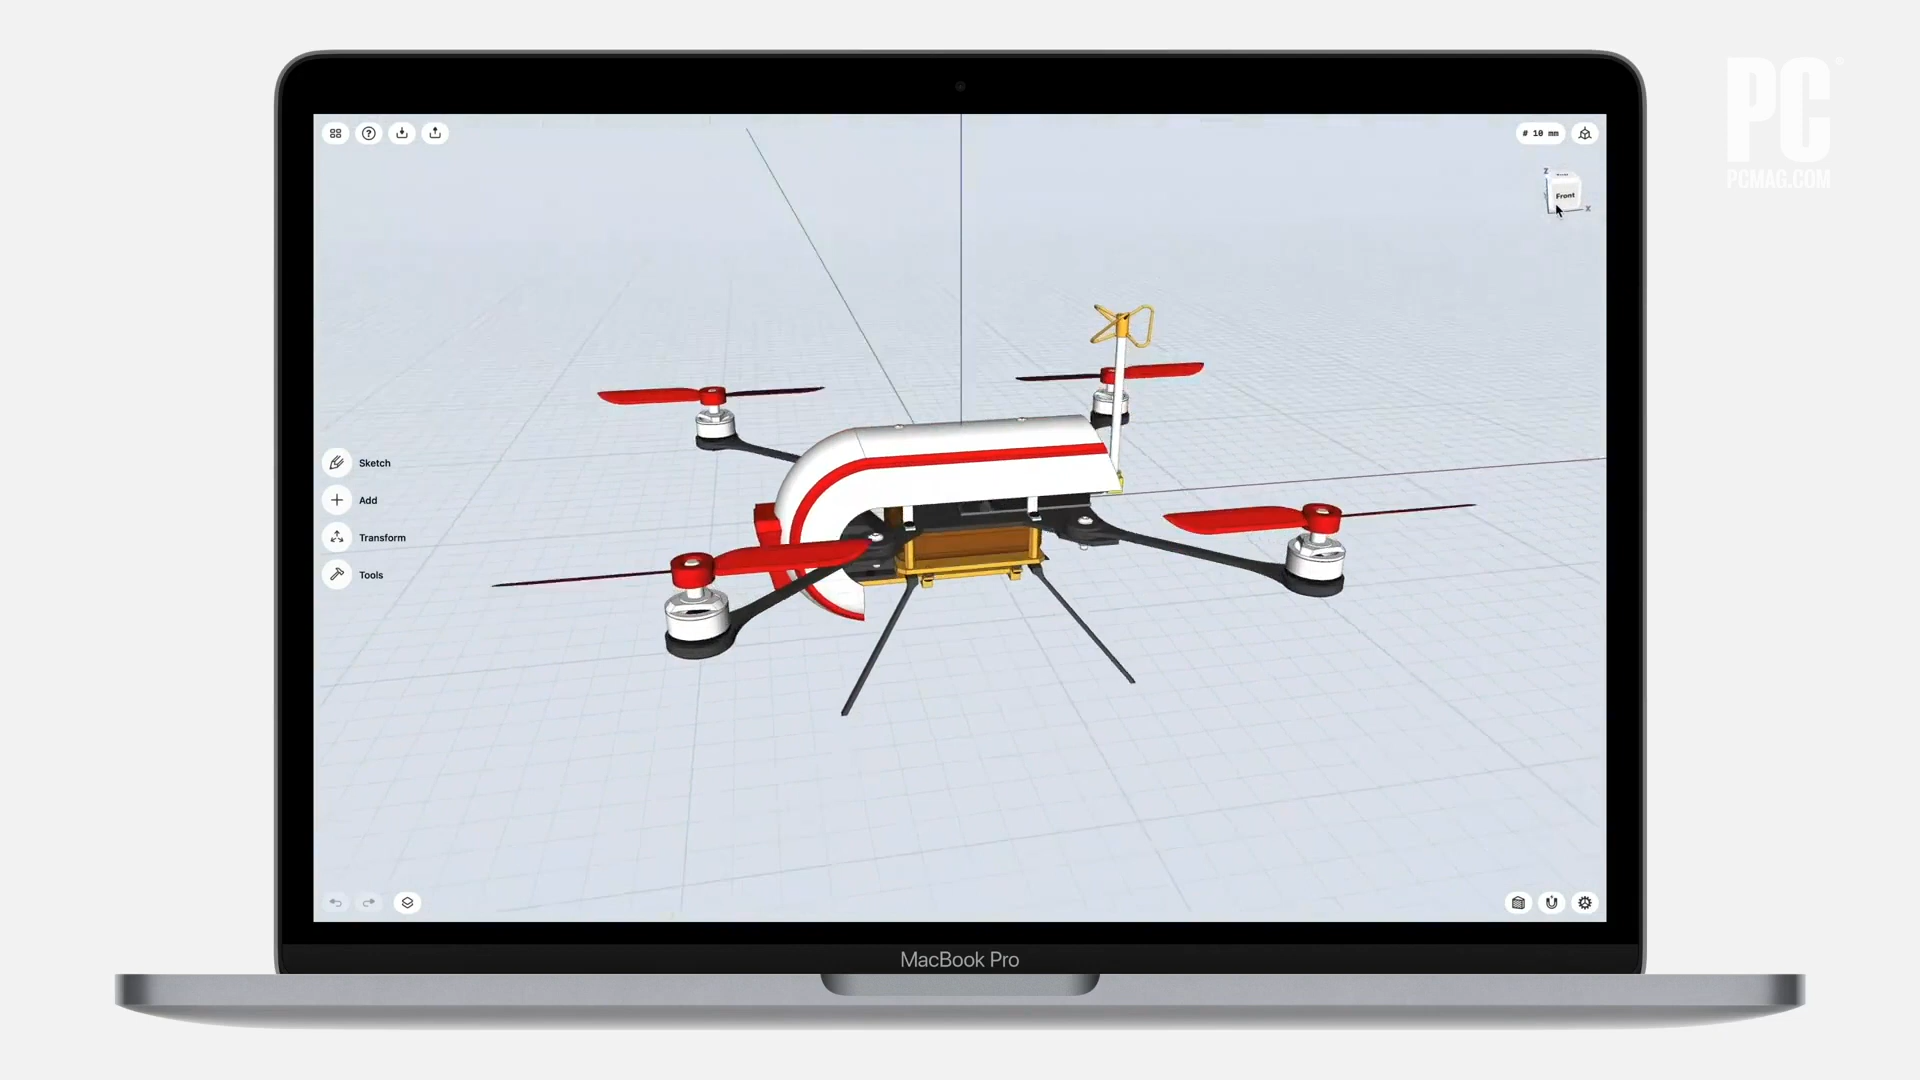 PC
PCMAG.COM
# 10 mm
Z
Front
X
Sketch
Add
Transform
Tools
MacBook Pro